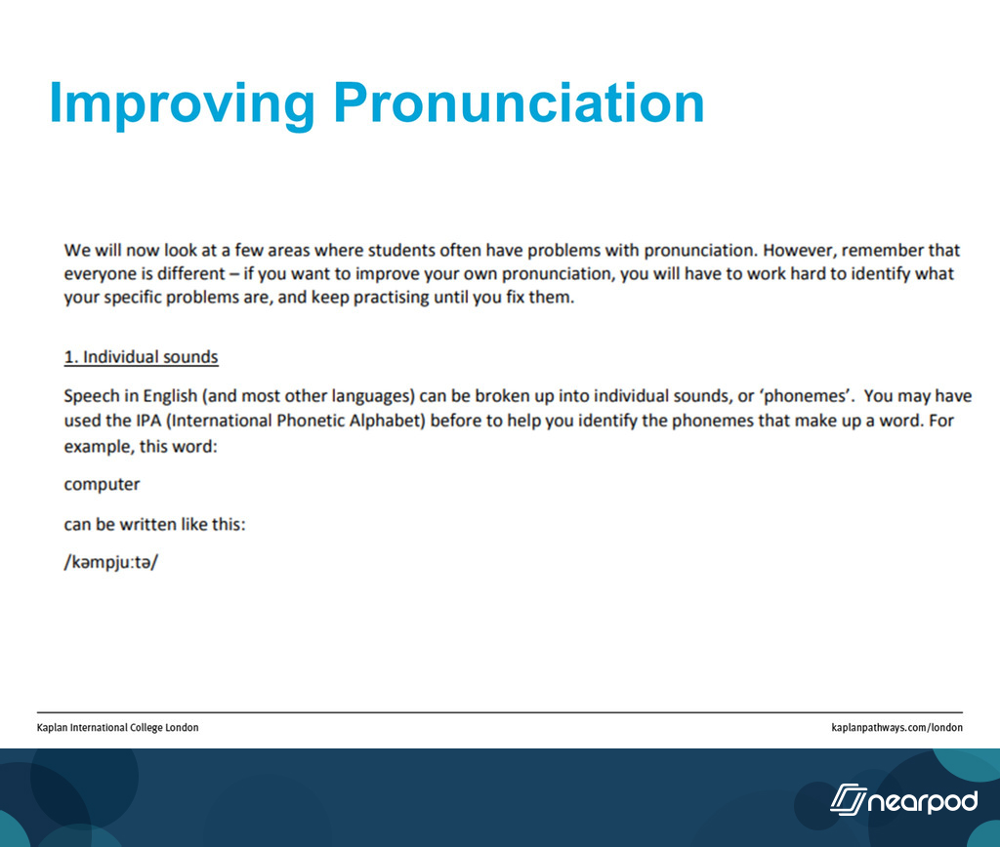 Improving Pronunciation
We will now look at a few areas where students often have problems with pronunciation. However, remember that
everyone is different – if you want to improve your own pronunciation, you will have to work hard to identify what
your specific problems are, and keep practising until you fix them.
1. Individual sounds
Speech in English (and most other languages) can be broken up into individual sounds, or ‘phonemes’.  You may have
used the IPA (International Phonetic Alphabet) before to help you identify the phonemes that make up a word. For
example, this word:
computer
can be written like this:
/kəmpjuːtə/
Kaplan International College London
kaplanpathways.com/london
nearpod